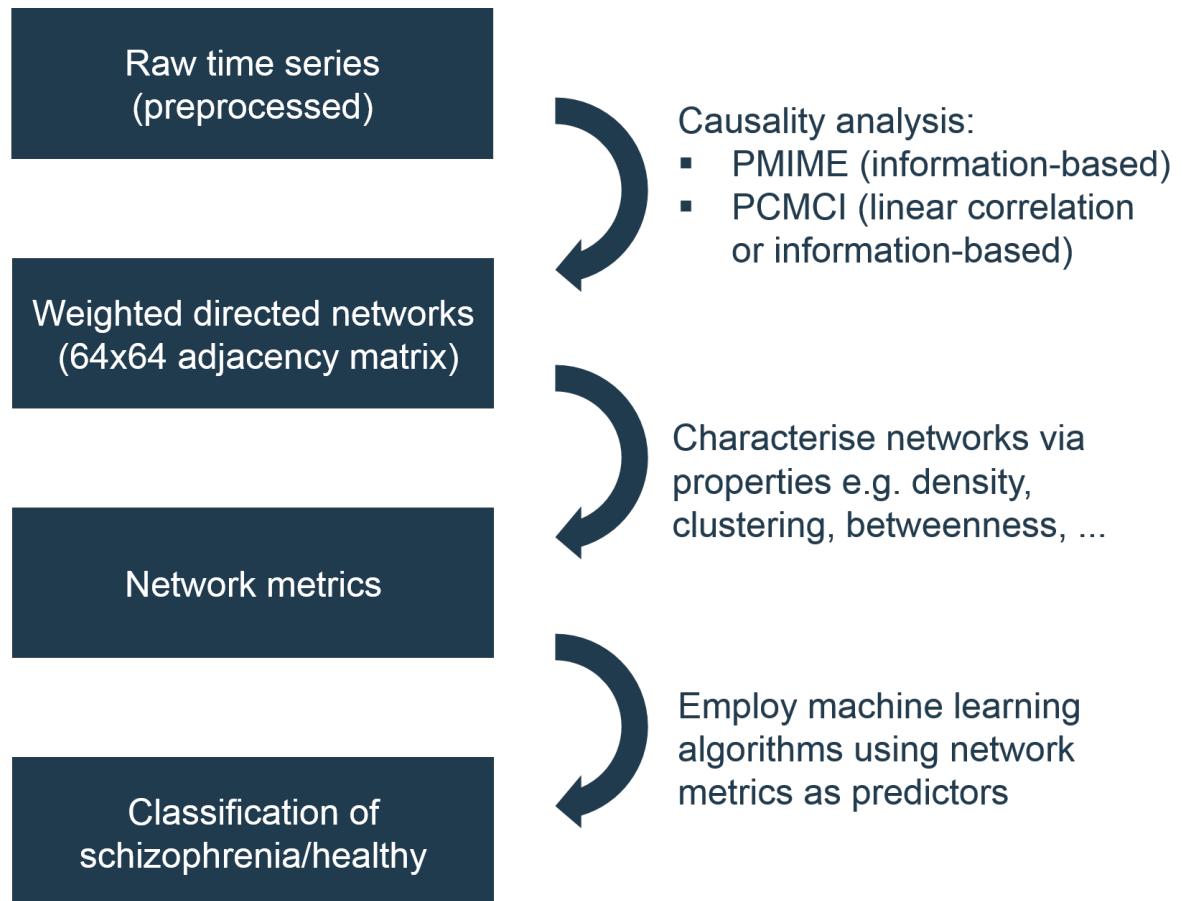 Raw time series
(preprocessed)
Causality analysis:
▪ PMIME (information-based)
▪ PCMCI (linear correlation
or information-based)
Weighted directed networks
(64x64 adjacency matrix)
Characterise networks via
properties e.g. density,
clustering, betweenness, ...
Network metrics
Employ machine learning
algorithms using network
metrics as predictors
Classification of
schizophrenia/healthy